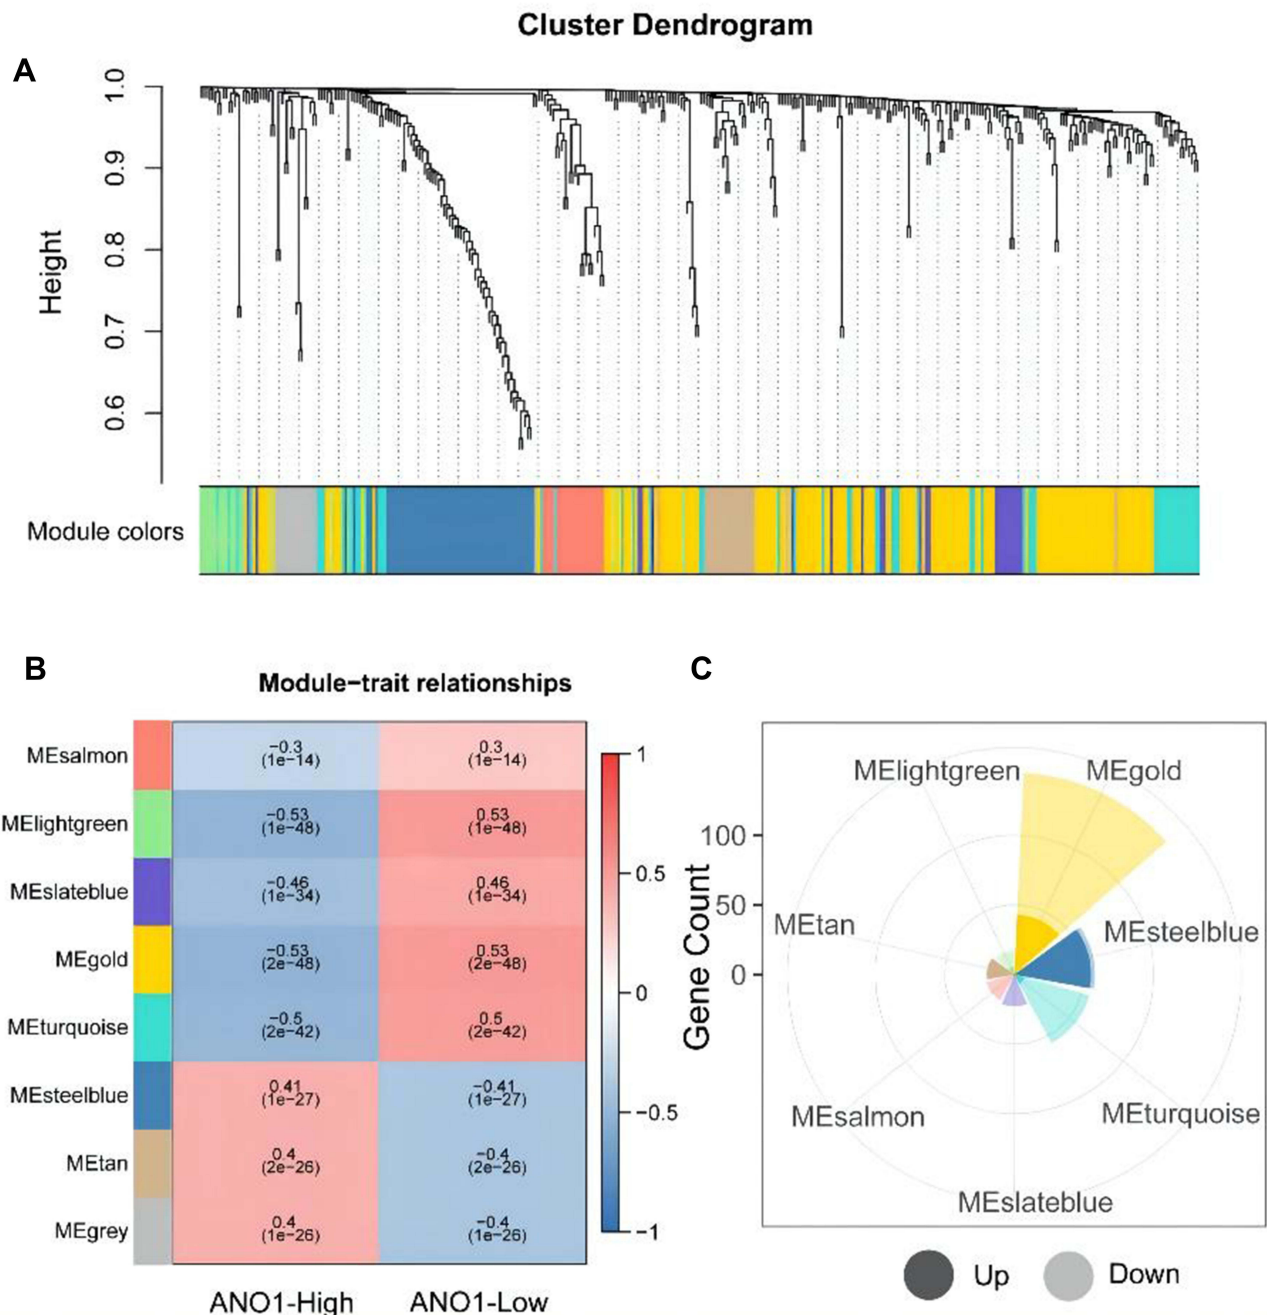 Cluster Dendrogram
A
Height
1.0
0.9
0.8
0.7
0.6
Module colors
B
Module−trait relationships
MEsalmon
−0.3
(1e−14)
0.3
(1e−14)
MElightgreen
−0.53
(1e−48)
0.53
(1e−48)
MEslateblue
−0.46
(1e−34)
0.46
(1e−34)
MEgold
−0.53
(2e−48)
0.53
(2e−48)
MEturquoise
−0.5
(2e−42)
0.5
(2e−42)
MEsteelblue
0.41
(1e−27)
−0.41
(1e−27)
MEtan
0.4
(2e−26)
−0.4
(2e−26)
MEgrey
0.4
(1e−26)
−0.4
(1e−26)
ANO1-High
ANO1-Low
1
0.5
0
−0.5
−1
C
Gene Count
100
50
0
MElightgreen
MEgold
MEtan
MEsteelblue
MEsalmon
MEturquoise
MEslateblue
Up
Down